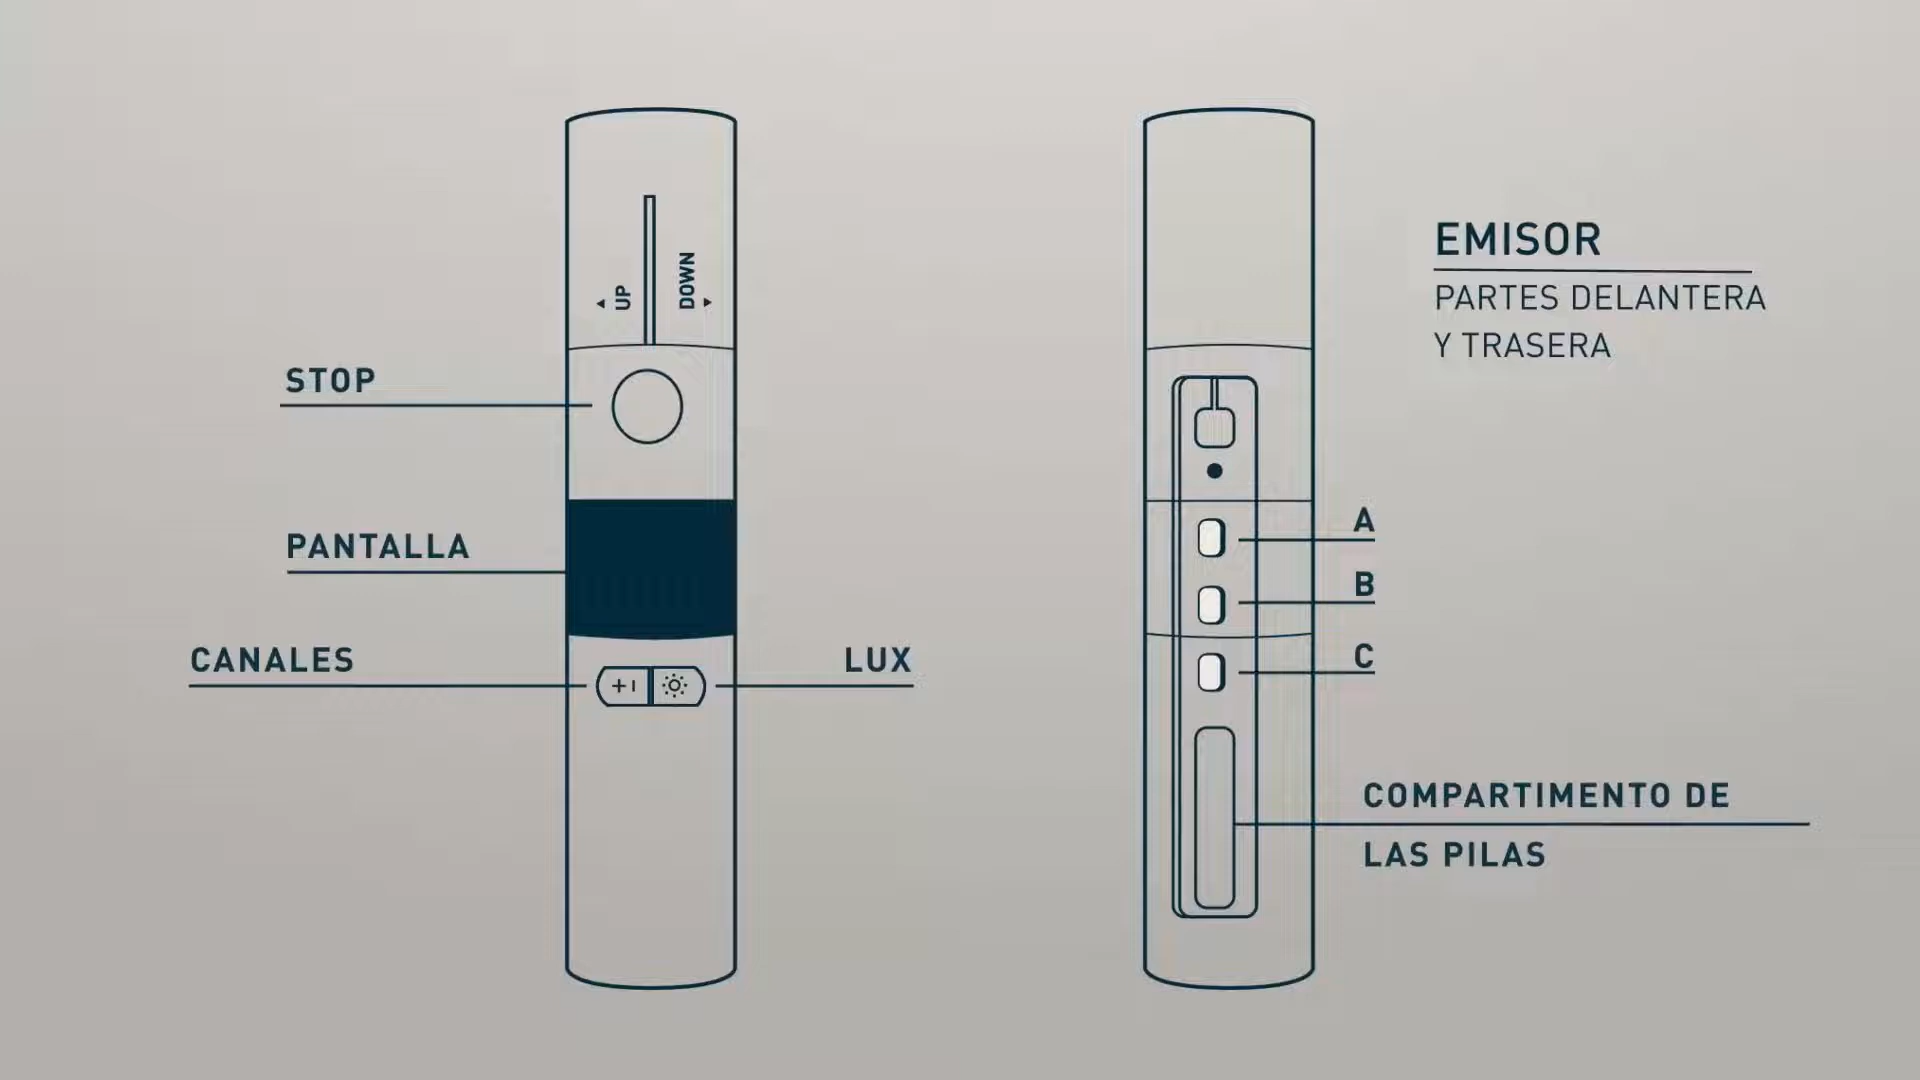 EMISOR
PARTES DELANTERA
Y TRASERA
UP
DOWN
STOP
PANTALLA
CANALES
LUX
A
B
C
COMPARTIMENTO DE
LAS PILAS